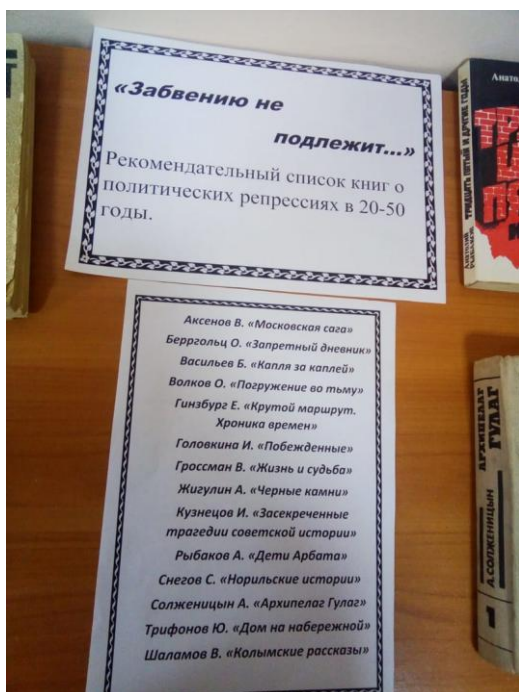 «Забвению не
подлежит...»
Рекомендательный список книг о
политических репрессиях в 20-50
годы.
Аксенов В. «Московская сага»
Берргольц О. «Запретный дневник»
Васильев Б. «Капля за каплей»
Волков О. «Погружение во тьму»
Гинзбург Е. «Крутой маршрут.
Хроника времен»
Головкина И. «Побежденные»
Гроссман В. «Жизнь и судьба»
Жигулин А. «Черные камни»
Кузнецов И. «Засекреченные
трагедии советской истории»
Рыбаков А. «Дети Арбата»
Снегов С. «Норильские истории»
Солженицын А. «Архипелаг Гулаг»
Трифонов Ю. «Дом на набережной»
Шаламов В. «Колымские рассказы»
Анатолий
РЫБАКОВ
ТРИДЦАТЬ ПЯТЫЙ И ДРУГИЕ ГОДЫ
Анато
А. СОЛЖЕНИЦЫН
АРХИПЕЛАГ
ГУЛАГ
1